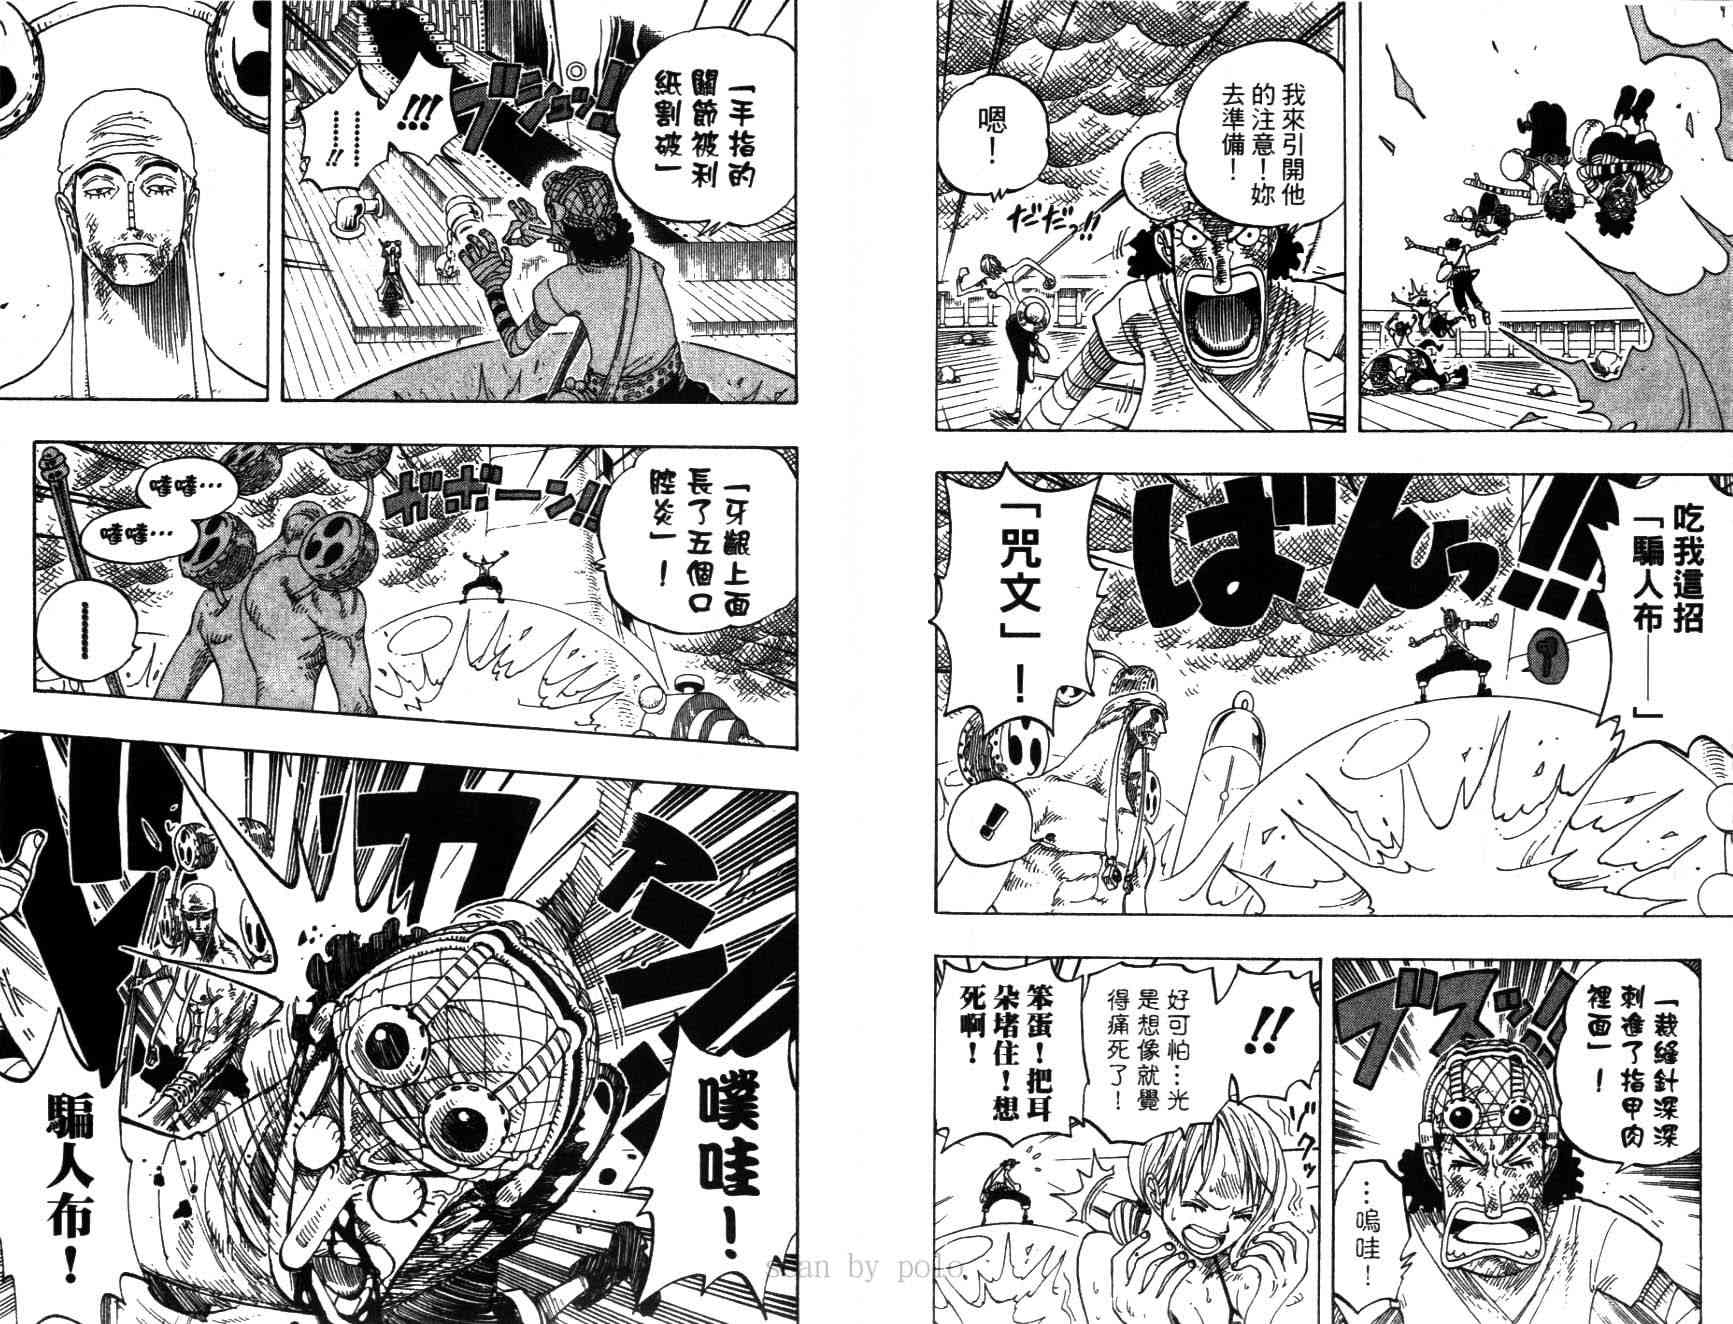 我來引開他
的注意！妳
去準備！
嗯！
だだっ!!
吃我這招
「騙人布——」
「咒文」！
ばんっ!!!
!
「裁縫針深深
刺進了指甲肉
裡面」！
…嗚哇！
ブスッ!!
!!
好可怕…光
是想像就覺
得痛死了！
笨蛋！把耳
朵堵住！想
死啊！
ゾクッ
「手指的
關節被利
紙割破」
ブシュッ!!
!!!
………!!
「牙齦上面
長了五個口
腔炎」！
ガボーン!!
哇哇…
哇哇…
………
噗哇！
騙人布！
scan by polo